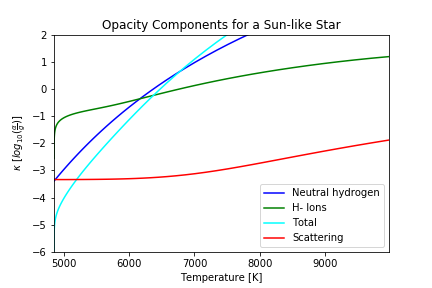 Opacity Components for a Sun-like Star
2
1
0
−1
−2
−3
−4
−5
−6
κ [log₁₀(σ/g)]
Neutral hydrogen
H- Ions
Total
Scattering
5000 6000 7000 8000 9000
Temperature [K]